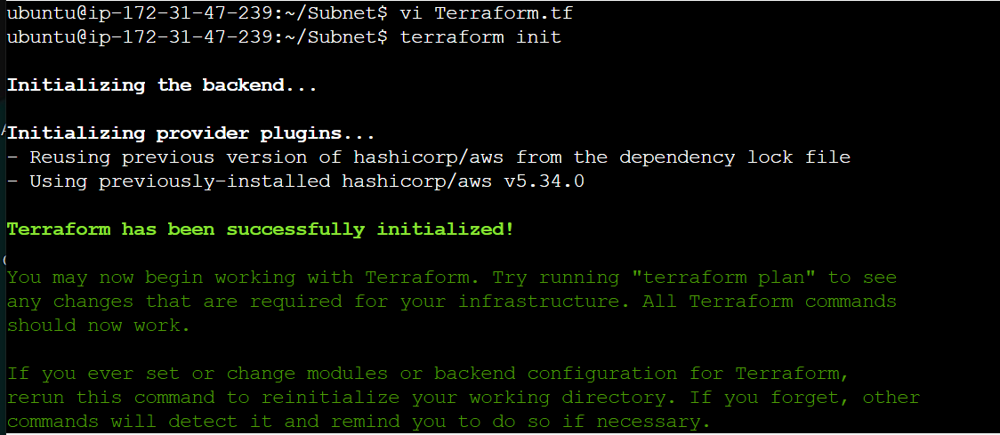 ubuntu@ip-172-31-47-239:~/Subnet$ vi Terraform.tf
ubuntu@ip-172-31-47-239:~/Subnet$ terraform init
Initializing the backend...
Initializing provider plugins...
- Reusing previous version of hashicorp/aws from the dependency lock file
- Using previously-installed hashicorp/aws v5.34.0
Terraform has been successfully initialized!
You may now begin working with Terraform. Try running "terraform plan" to see
any changes that are required for your infrastructure. All Terraform commands
should now work.
If you ever set or change modules or backend configuration for Terraform,
rerun this command to reinitialize your working directory. If you forget, other
commands will detect it and remind you to do so if necessary.